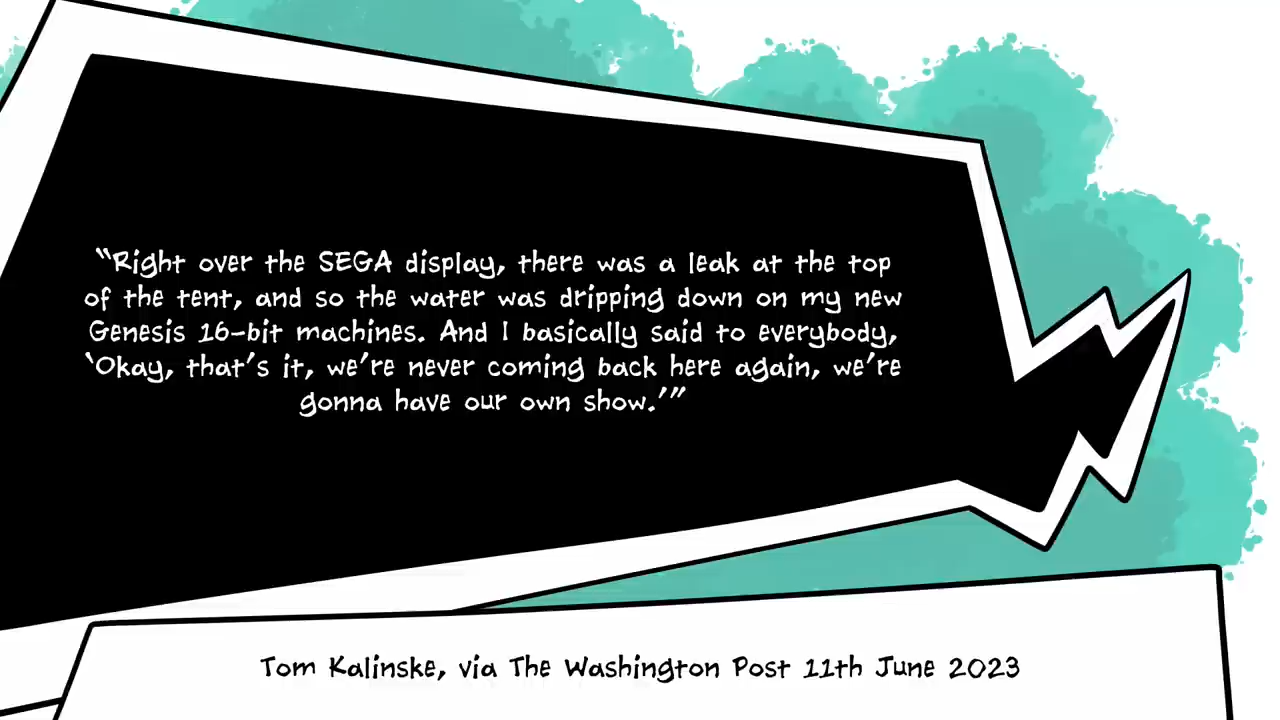 “Right over the SEGA display, there was a leak at the top
of the tent, and so the water was dripping down on my new
Genesis 16-bit machines. And I basically said to everybody,
‘Okay, that’s it, we’re never coming back here again, we’re
gonna have our own show.’”
Tom Kalinske, via The Washington Post 11th June 2023